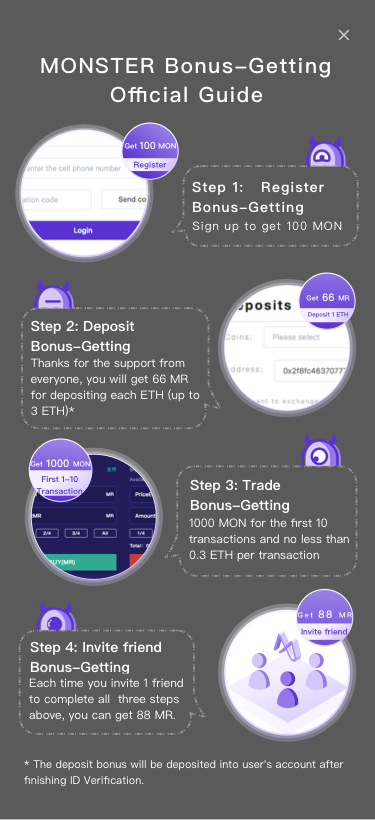 MONSTER Bonus-Getting
Official Guide
Get 100 MON
Register
enter the cell phone number
ation code
Send co
Login
Step 1: Register
Bonus-Getting
Sign up to get 100 MON
Step 2: Deposit
Bonus-Getting
Thanks for the support from
everyone, you will get 66 MR
for depositing each ETH (up to
3 ETH)*
Get 66 MR
Deposit 1 ETH
eposits
Coins:
Please select
ddress:
0x2f8fc4637077
ant to exchange
Get 1000 MON
First 1-10
Transaction
MR
Price(
MR
Amount
2/4
3/4
All
1/4
Total: 0
BUY(MR)
Step 3: Trade
Bonus-Getting
1000 MON for the first 10
transactions and no less than
0.3 ETH per transaction
Step 4: Invite friend
Bonus-Getting
Each time you invite 1 friend
to complete all three steps
above, you can get 88 MR.
Get 88 MR
Invite friend
* The deposit bonus will be deposited into user's account after
finishing ID Verification.